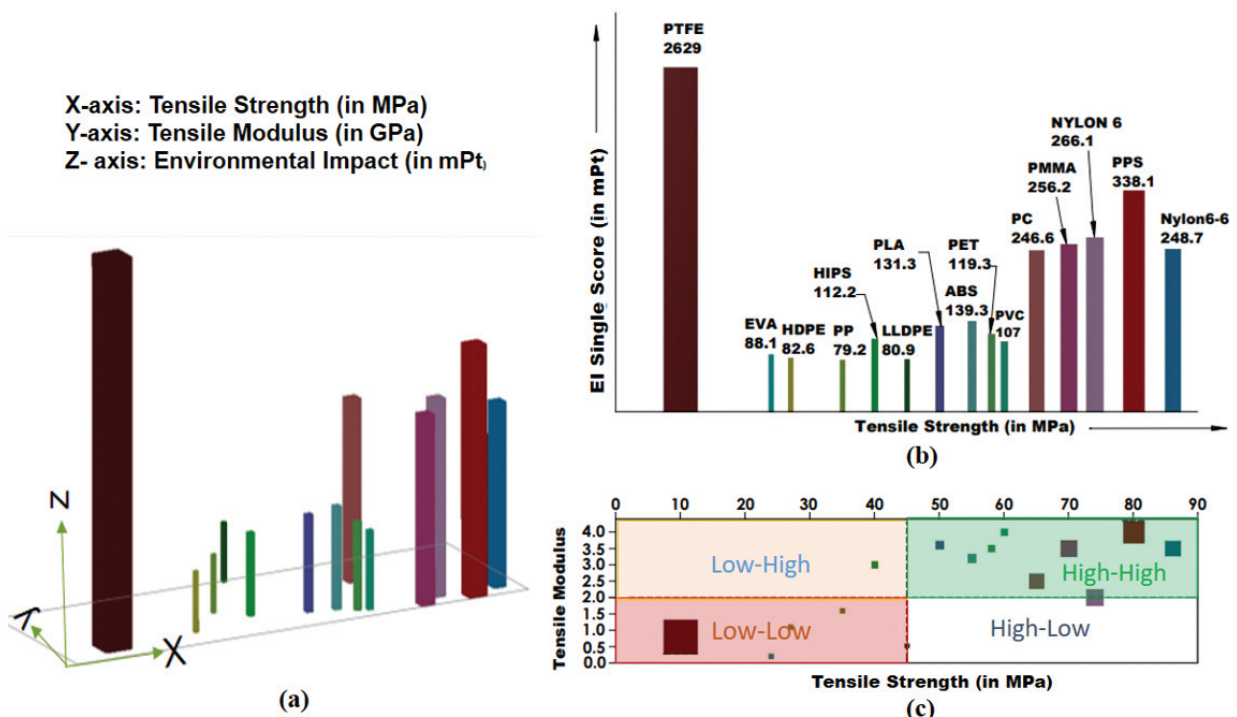 X-axis: Tensile Strength (in MPa)
Y-axis: Tensile Modulus (in GPa)
Z- axis: Environmental Impact (in mPt)
Z
Y
X
(a)
EI Single Score (in mPt)
PTFE
2629
EVA
88.1
HDPE
82.6
PP
79.2
HIPS
112.2
LLDPE
80.9
PLA
131.3
ABS
139.3
PET
119.3
PVC
107
PC
246.6
PMMA
256.2
NYLON 6
266.1
PPS
338.1
Nylon6-6
248.7
Tensile Strength (in MPa)
(b)
0 10 20 30 40 50 60 70 80 90
Tensile Modulus
4.0
3.5
3.0
2.5
2.0
1.5
1.0
0.5
0.0
Low-High
High-High
Low-Low
High-Low
Tensile Strength (in MPa)
(c)